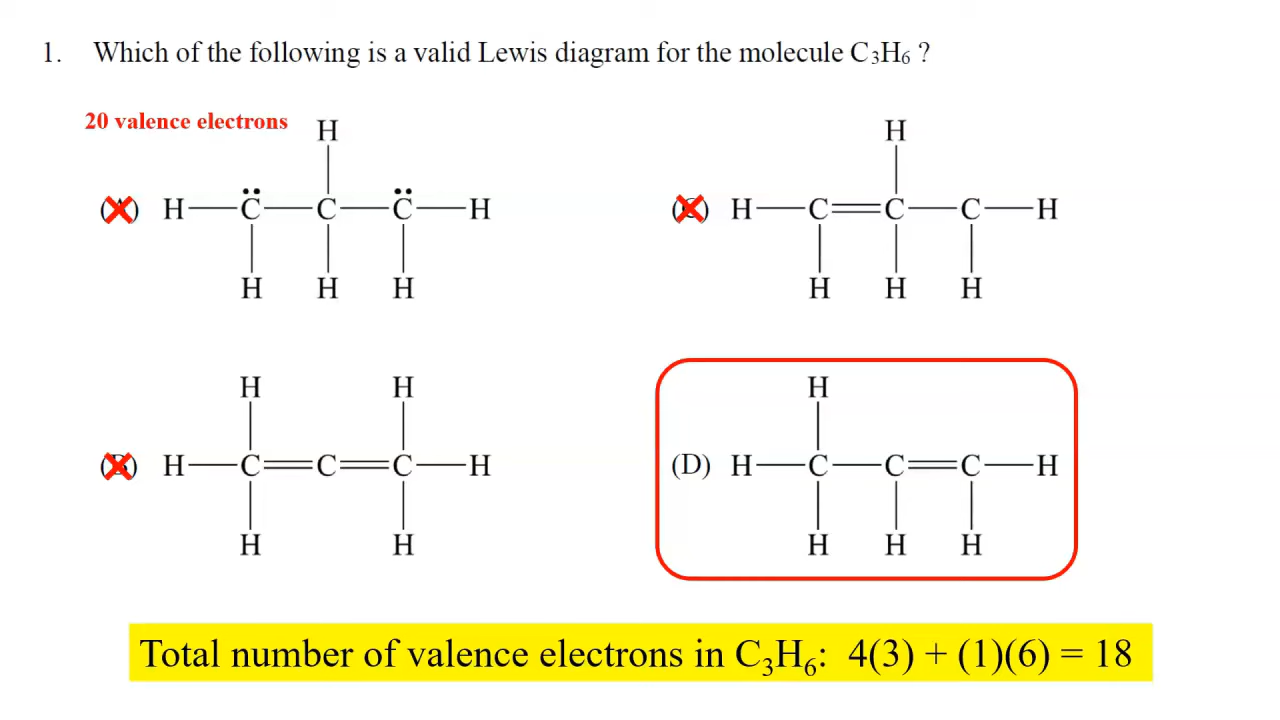 1. Which of the following is a valid Lewis diagram for the molecule C₃H₆ ?
20 valence electrons
H
H C C C H
H H H
H
(C) H C C C H
H H H
H H
H C C C H
H H
H
(D) H C C C H
H H H
Total number of valence electrons in C₃H₆: 4(3) + (1)(6) = 18